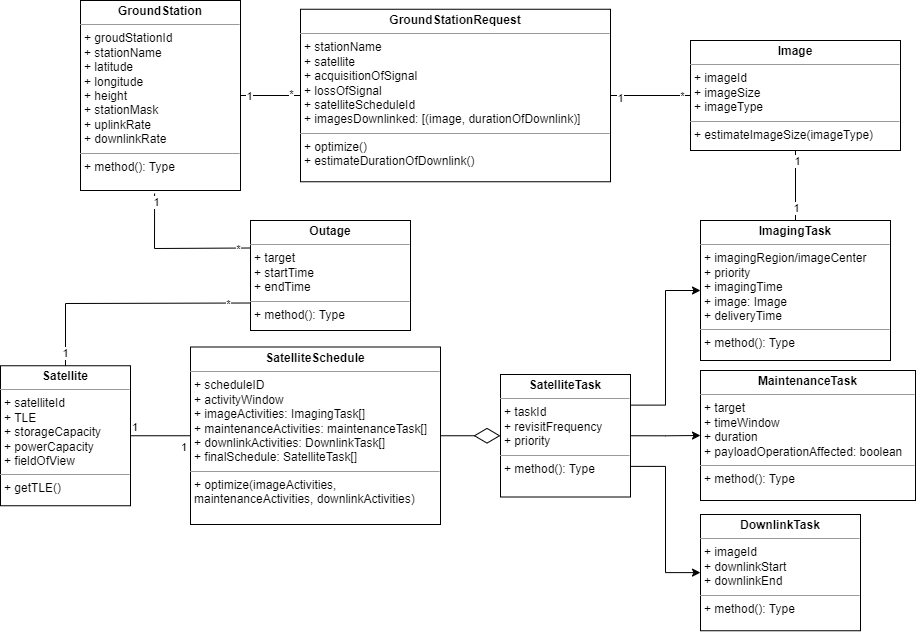 GroundStation
+ groudStationId
+ stationName
+ latitude
+ longitude
+ height
+ stationMask
+ uplinkRate
+ downlinkRate
+ method(): Type
1
*
GroundStationRequest
+ stationName
+ satellite
+ acquisitionOfSignal
+ lossOfSignal
+ satelliteScheduleId
+ imagesDownlinked: [(image, durationOfDownlink)]
+ optimize()
+ estimateDurationOfDownlink()
1
*
Image
+ imageId
+ imageSize
+ imageType
+ estimateImageSize(imageType)
1
1
1
*
Outage
+ target
+ startTime
+ endTime
+ method(): Type
*
1
ImagingTask
+ imagingRegion/imageCenter
+ priority
+ imagingTime
+ image: Image
+ deliveryTime
+ method(): Type
Satellite
+ satelliteId
+ TLE
+ storageCapacity
+ powerCapacity
+ fieldOfView
+ getTLE()
1
1
SatelliteSchedule
+ scheduleID
+ activityWindow
+ imageActivities: ImagingTask[]
+ maintenanceActivities: maintenanceTask[]
+ downlinkActivities: DownlinkTask[]
+ finalSchedule: SatelliteTask[]
+ optimize(imageActivities,
maintenanceActivities, downlinkActivities)
SatelliteTask
+ taskId
+ revisitFrequency
+ priority
+ method(): Type
MaintenanceTask
+ target
+ timeWindow
+ duration
+ payloadOperationAffected: boolean
+ method(): Type
DownlinkTask
+ imageId
+ downlinkStart
+ downlinkEnd
+ method(): Type